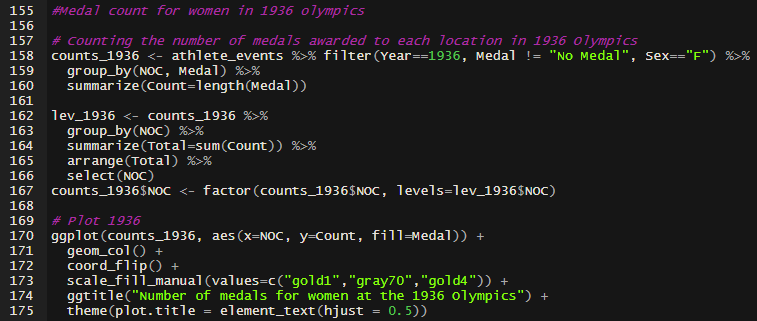 155 #Medal count for women in 1936 olympics
156
157 # Counting the number of medals awarded to each location in 1936 Olympics
158 counts_1936 <- athlete_events %>% filter(Year==1936, Medal != "No Medal", Sex=="F") %>%
159   group_by(NOC, Medal) %>%
160   summarize(Count=length(Medal))
161
162 lev_1936 <- counts_1936 %>%
163   group_by(NOC) %>%
164   summarize(Total=sum(Count)) %>%
165   arrange(Total) %>%
166   select(NOC)
167 counts_1936$NOC <- factor(counts_1936$NOC, levels=lev_1936$NOC)
168
169 # Plot 1936
170 ggplot(counts_1936, aes(x=NOC, y=Count, fill=Medal)) +
171   geom_col() +
172   coord_flip() +
173   scale_fill_manual(values=c("gold1","gray70","gold4")) +
174   ggtitle("Number of medals for women at the 1936 Olympics") +
175   theme(plot.title = element_text(hjust = 0.5))